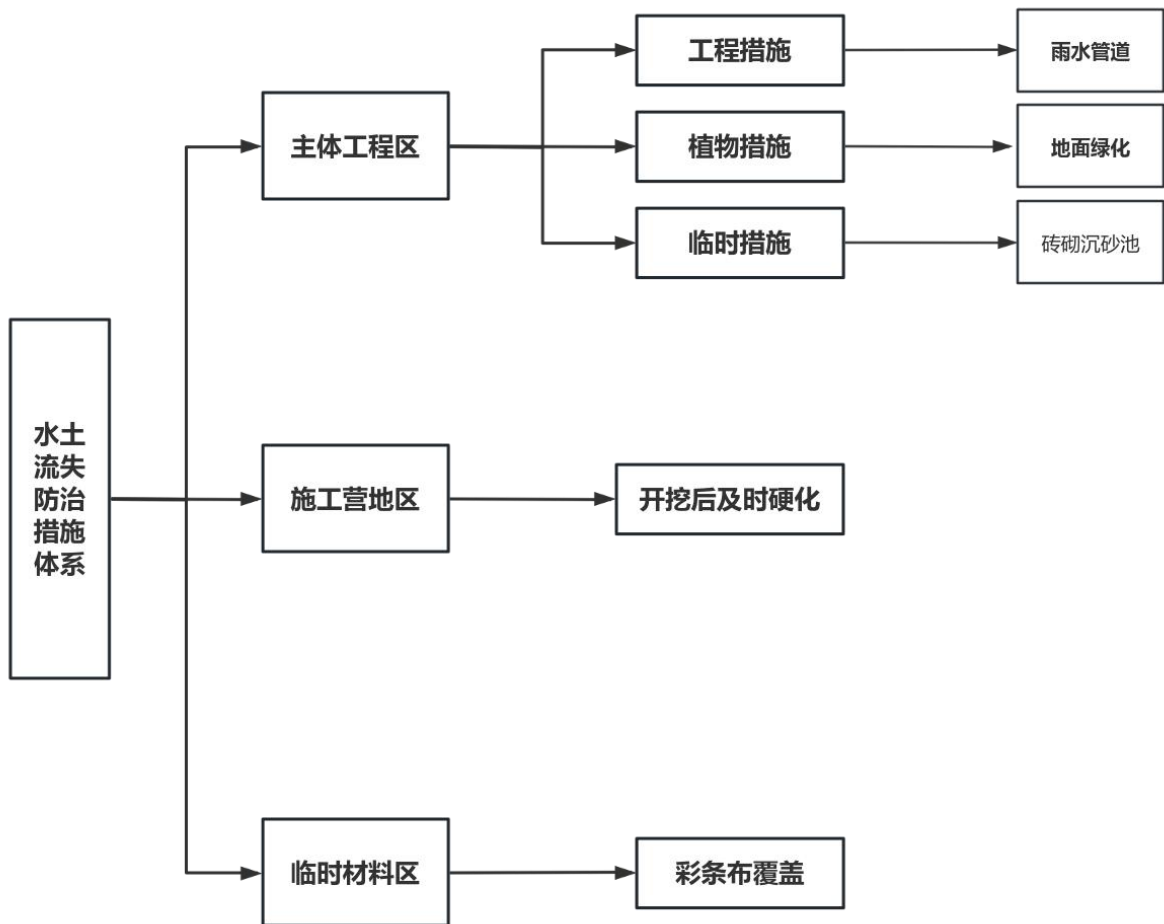 工程措施
雨水管道
主体工程区
植物措施
地面绿化
临时措施
砖砌沉砂池
水土
流失
防治
措施
体系
施工营地区
开挖后及时硬化
临时材料区
彩条布覆盖